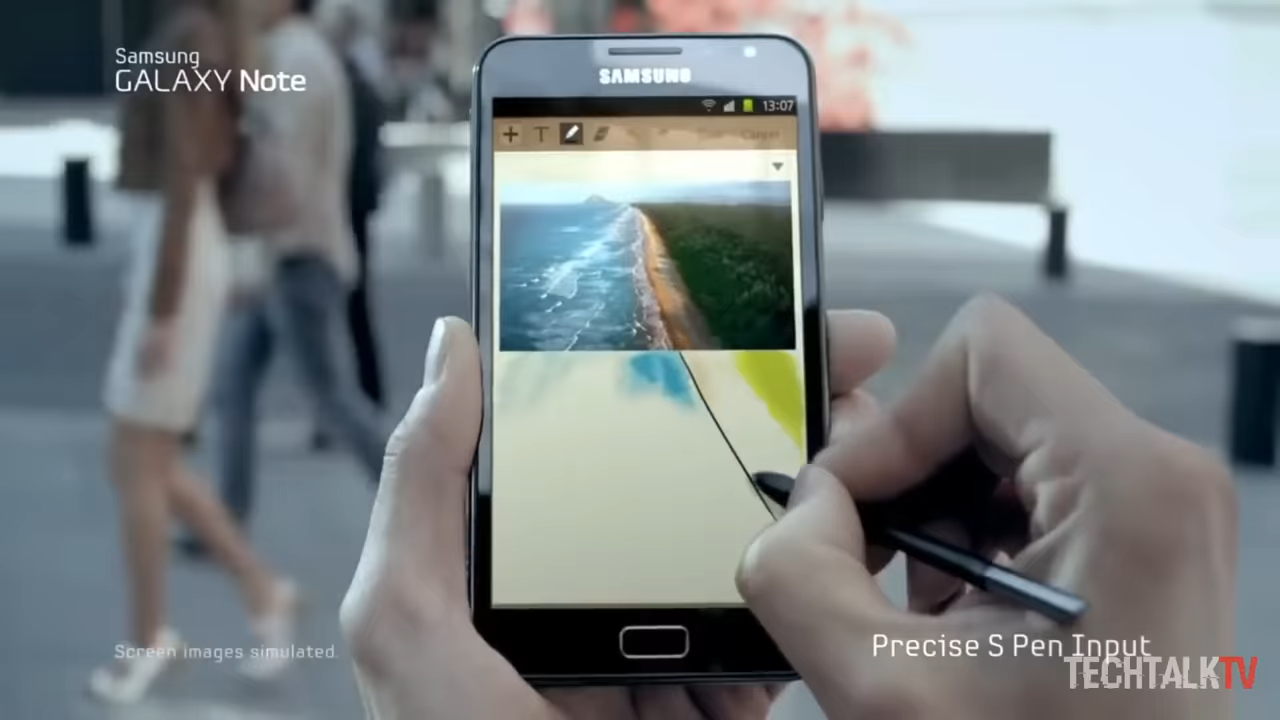 Samsung
GALAXY Note
SAMSUNG
13:07
T
Screen images simulated.
Precise S Pen Input
TECHTALKTV